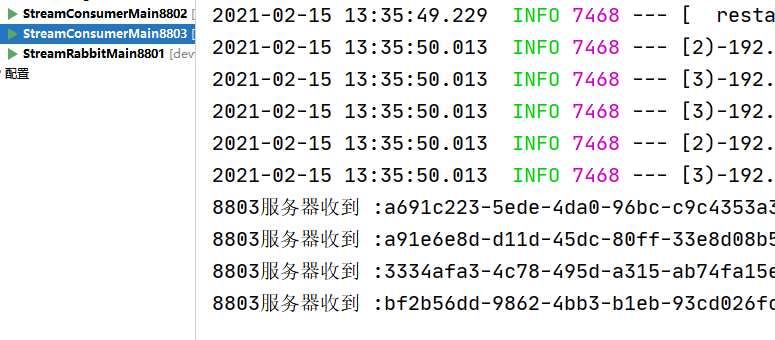 StreamConsumerMain8802 [
StreamConsumerMain8803 [
StreamRabbitMain8801 [dev
配置
2021-02-15 13:35:49.229 INFO 7468 --- [ resta
2021-02-15 13:35:50.013 INFO 7468 --- [2)-192.
2021-02-15 13:35:50.013 INFO 7468 --- [3)-192.
2021-02-15 13:35:50.013 INFO 7468 --- [3)-192.
2021-02-15 13:35:50.013 INFO 7468 --- [2)-192.
2021-02-15 13:35:50.013 INFO 7468 --- [3)-192.
8803服务器收到 :a691c223-5ede-4da0-96bc-c9c4353a3
8803服务器收到 :a91e6e8d-d11d-45dc-80ff-33e8d08b5
8803服务器收到 :3334afa3-4c78-495d-a315-ab74fa15e
8803服务器收到 :bf2b56dd-9862-4bb3-b1eb-93cd026fc